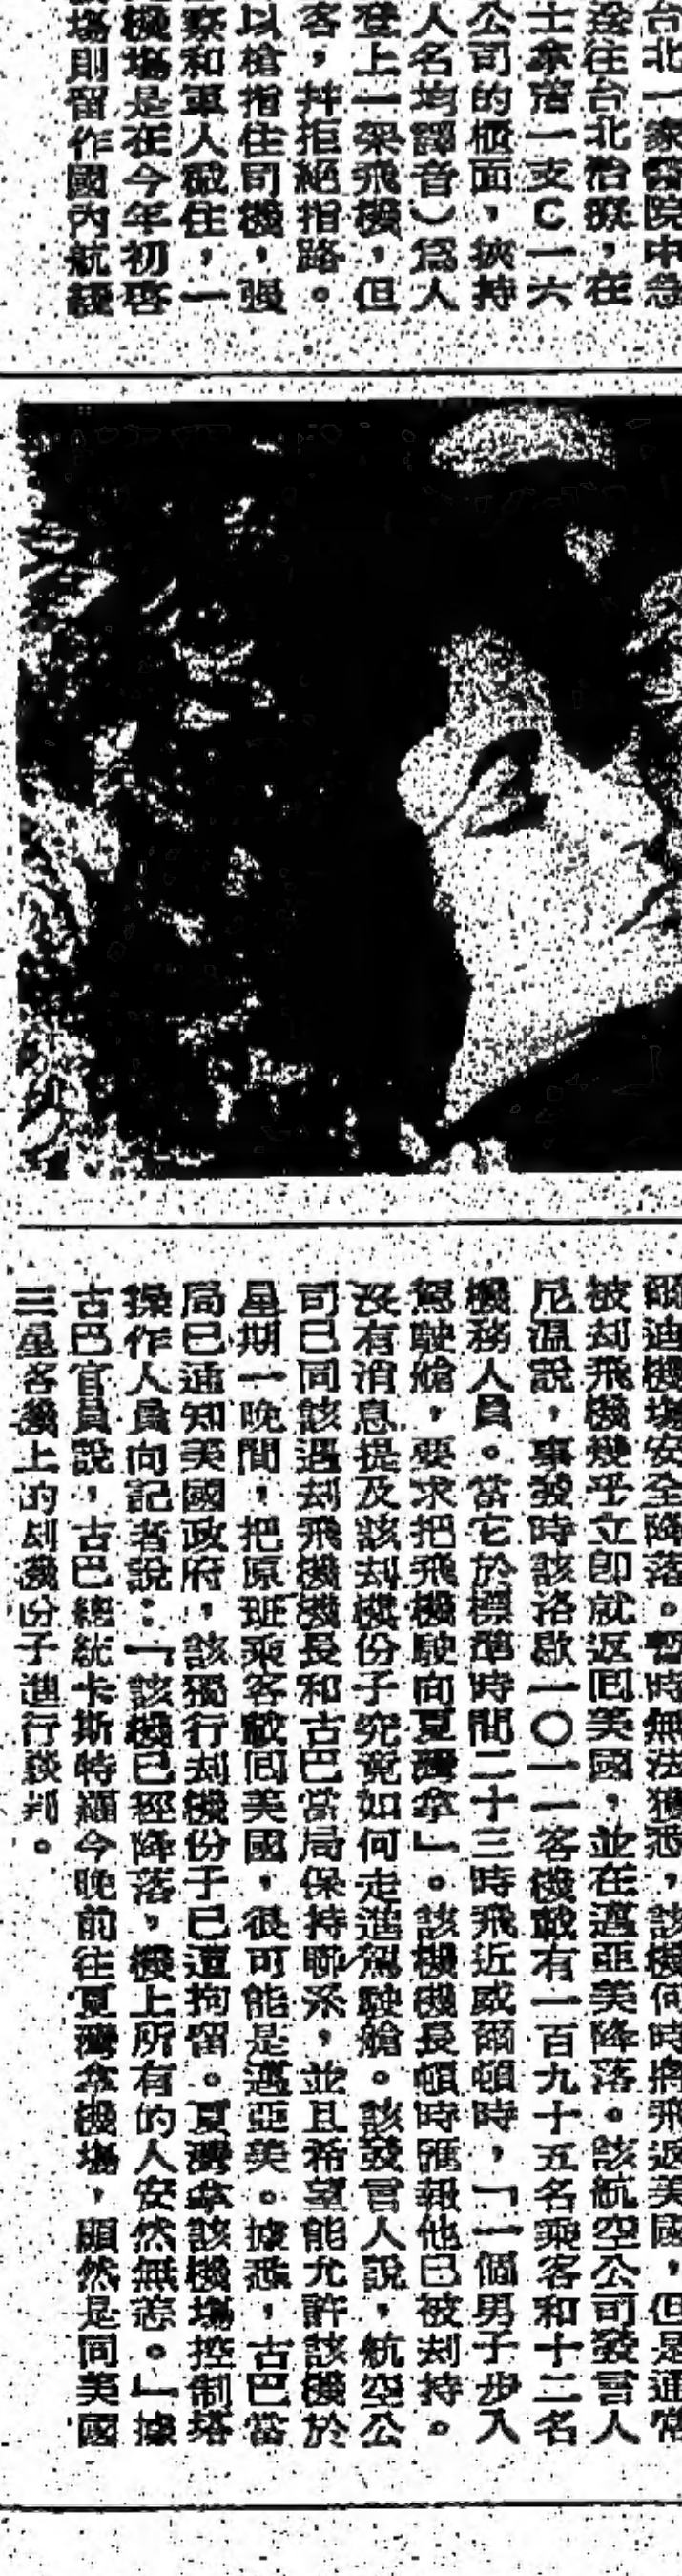 台北一家醫院中急
送往台北治療，在
士拿着一支C一六
公司的櫃面，挾持
人名均譯音）爲人
登上一架飛機，但
客，并拒絕指路。
以槍指住司機，强
察和軍人截住，一
機場是在今年初啓
場則留作國內航線
爾迪機場安全降落。暫時無法獲悉，該機何時將飛返美國，但是通常
被刦飛機幾乎立即就返囘美國，並在邁亞美降落。該航空公司發言人
尼溫說，事發時該洛歇一〇一一客機載有一百九十五名乘客和十二名
機務人員。當它於標準時間二十三時飛近威爾頓時，「一個男子步入
駕駛艙，要求把飛機駛向夏灣拿」。該機機長頓時匯報他已被刦持。
沒有消息提及該刦機份子究竟如何走進駕駛艙。該發言人說，航空公
司已同該遇刦飛機機長和古巴當局保持聯系，並且希望能允許該機於
星期一晚間，把原班乘客載囘美國，很可能是邁亞美。據悉，古巴當
局已通知美國政府，該獨行刦機份子已遭拘留。夏灣拿該機場控制塔
操作人員向記者說：「該機已經降落，機上所有的人安然無恙。」據
古巴官員說，古巴總統卡斯特羅今晚前往夏灣拿機場，顯然是同美國
三星客機上的刦機份子進行談判。